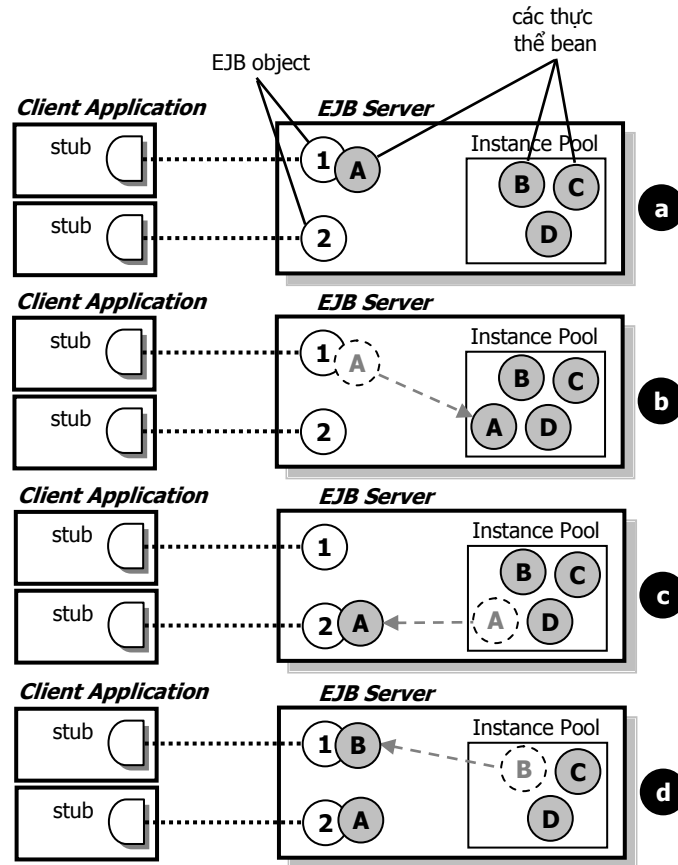 các thực
thể bean
EJB object
Client Application
EJB Server
stub
1
A
Instance Pool
B
C
D
a
stub
2
Client Application
EJB Server
stub
1
A
Instance Pool
B
C
b
stub
2
A
D
Client Application
EJB Server
stub
1
Instance Pool
B
C
c
stub
2
A
A
D
Client Application
EJB Server
stub
1
B
Instance Pool
B
C
d
stub
2
A
D